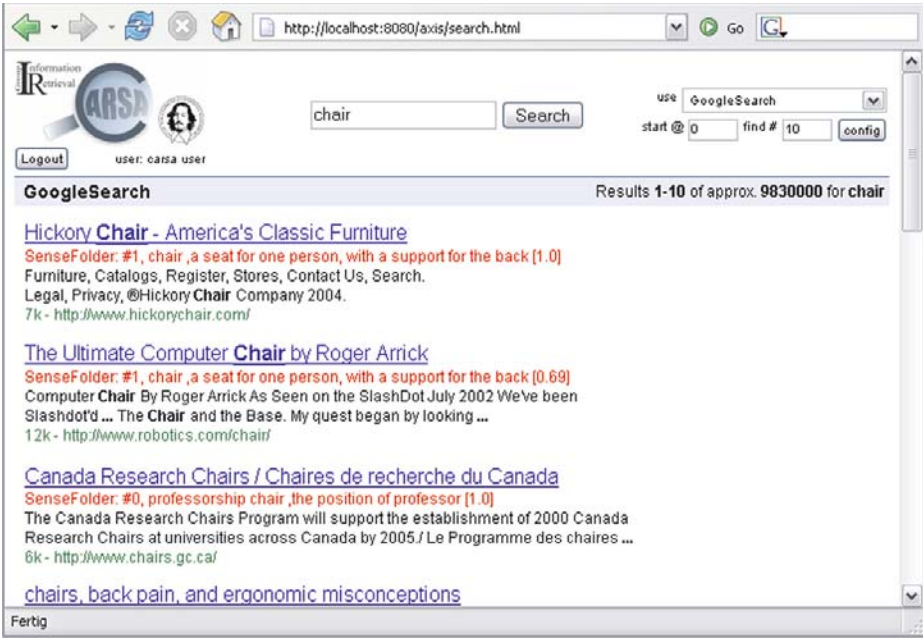 http://localhost:8080/axis/search.html
Go
G
Information
Retrieval
CARSA
chair
Search
use GoogleSearch
start @ 0 find # 10 config
Logout
user: carsa user
GoogleSearch
Results 1-10 of approx. 9830000 for chair
Hickory Chair - America's Classic Furniture
SenseFolder: #1, chair ,a seat for one person, with a support for the back [1.0]
Furniture, Catalogs, Register, Stores, Contact Us, Search.
Legal, Privacy, ®Hickory Chair Company 2004.
7k - http://www.hickorychair.com/
The Ultimate Computer Chair by Roger Arrick
SenseFolder: #1, chair ,a seat for one person, with a support for the back [0.69]
Computer Chair By Roger Arrick As Seen on the SlashDot July 2002 We've been
Slashdot'd ... The Chair and the Base. My quest began by looking ...
12k - http://www.robotics.com/chair/
Canada Research Chairs / Chaires de recherche du Canada
SenseFolder: #0, professorship chair ,the position of professor [1.0]
The Canada Research Chairs Program will support the establishment of 2000 Canada
Research Chairs at universities across Canada by 2005./ Le Programme des chaires ...
6k - http://www.chairs.gc.ca/
chairs, back pain, and ergonomic misconceptions
Fertig